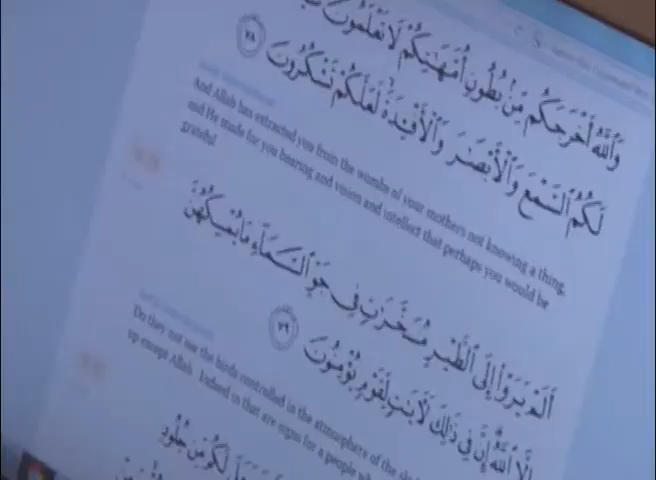 وَٱللَّهُ أَخْرَجَكُم مِّنۢ بُطُونِ أُمَّهَـٰتِكُمْ لَا تَعْلَمُونَ
لَكُمُ ٱلسَّمْعَ وَٱلْأَبْصَـٰرَ وَٱلْأَفْـِٔدَةَ لَعَلَّكُمْ تَشْكُرُونَ ٧٨
And Allah has extracted you from the wombs of your mothers not knowing a thing,
and He made for you hearing and vision and intellect that perhaps you would be
grateful
أَلَمْ يَرَوْا۟ إِلَى ٱلطَّيْرِ مُسَخَّرَٰتٍ فِى جَوِّ ٱلسَّمَآءِ مَا يُمْسِكُهُنَّ
إِلَّا ٱللَّهُ إِنَّ فِى ذَٰلِكَ لَـَٔايَـٰتٍ لِّقَوْمٍ يُؤْمِنُونَ ٧٩
Do they not see the birds controlled in the atmosphere of the
up except Allah. Indeed in that are signs for a people
لَكُم مِّن جُلُودِ